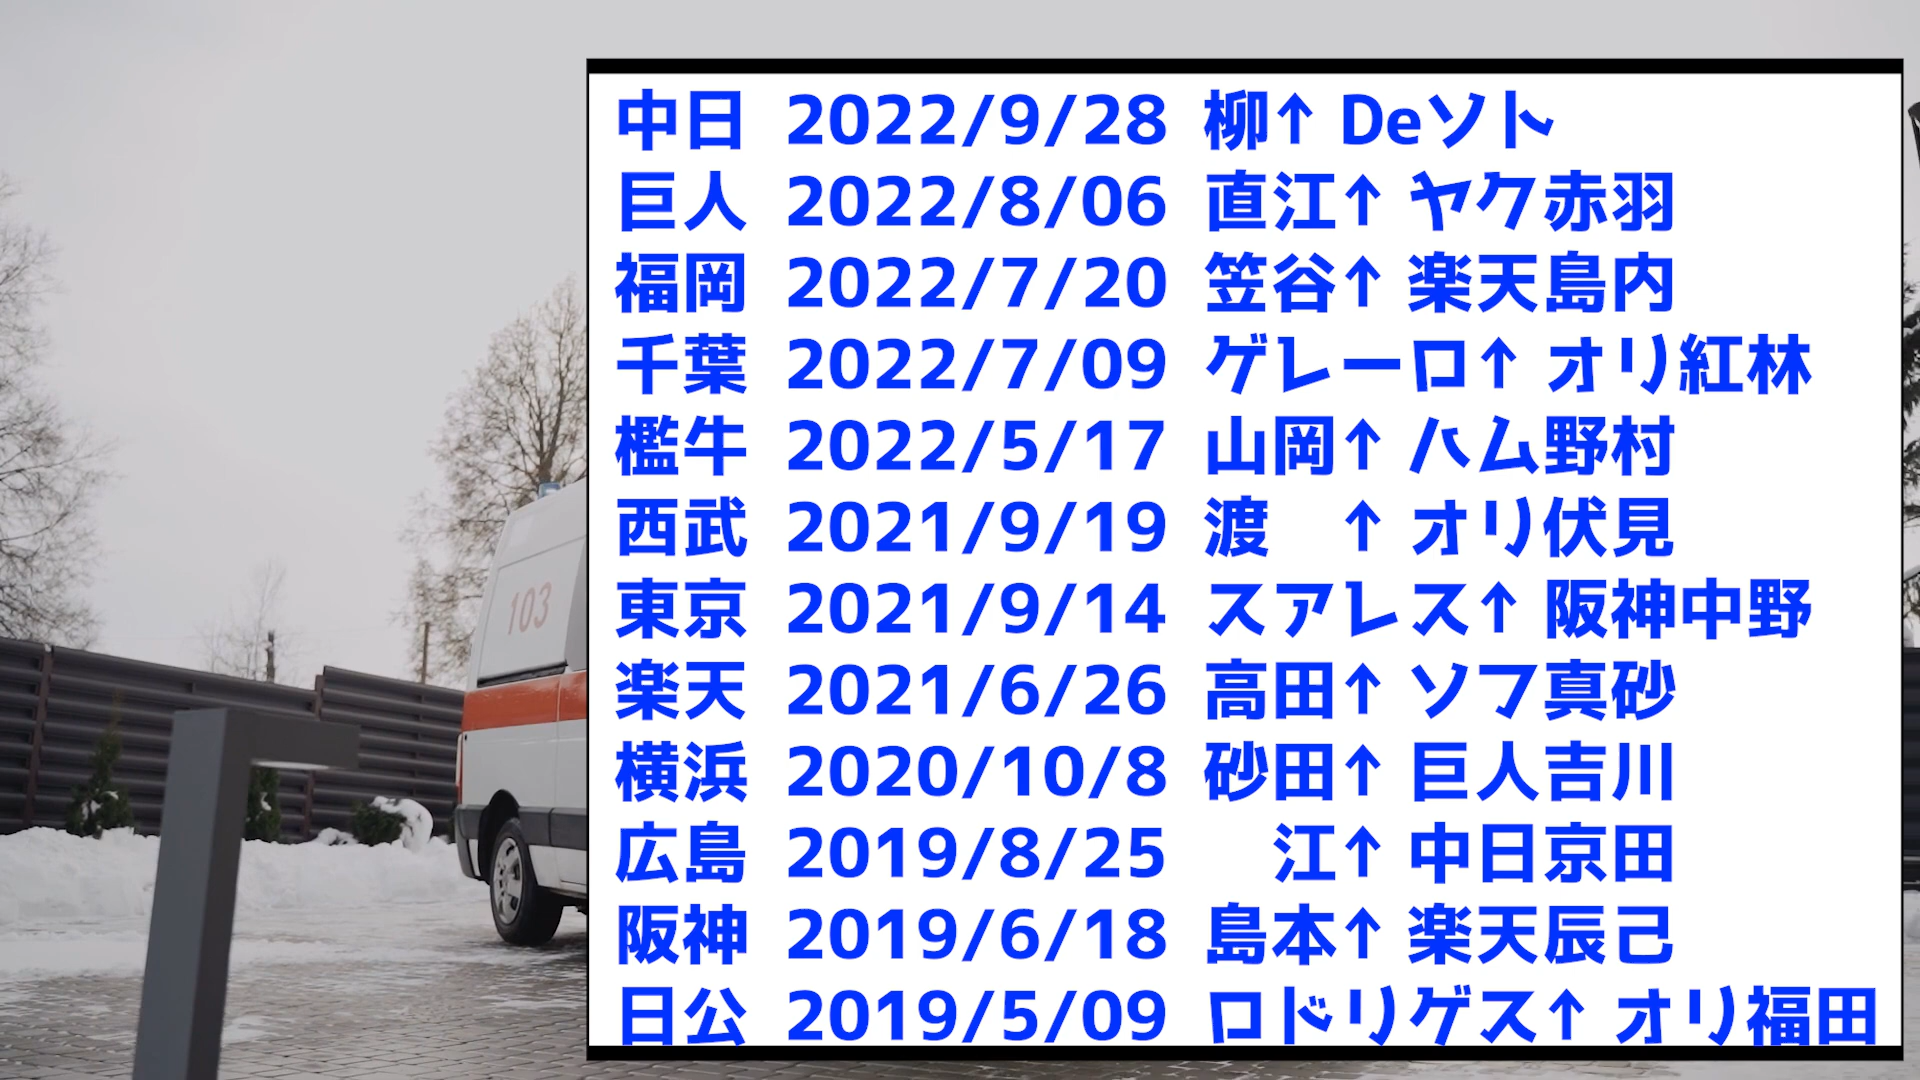 中日 2022/9/28 柳↑ Deソト
巨人 2022/8/06 直江↑ ヤク赤羽
福岡 2022/7/20 笠谷↑ 楽天島内
千葉 2022/7/09 ゲレーロ↑ オリ紅林
檻牛 2022/5/17 山岡↑ ハム野村
西武 2021/9/19 渡　↑ オリ伏見
東京 2021/9/14 スアレス↑ 阪神中野
楽天 2021/6/26 高田↑ ソフ真砂
横浜 2020/10/8 砂田↑ 巨人吉川
広島 2019/8/25 　江↑ 中日京田
阪神 2019/6/18 島本↑ 楽天辰己
日公 2019/5/09 ロドリゲス↑ オリ福田
103